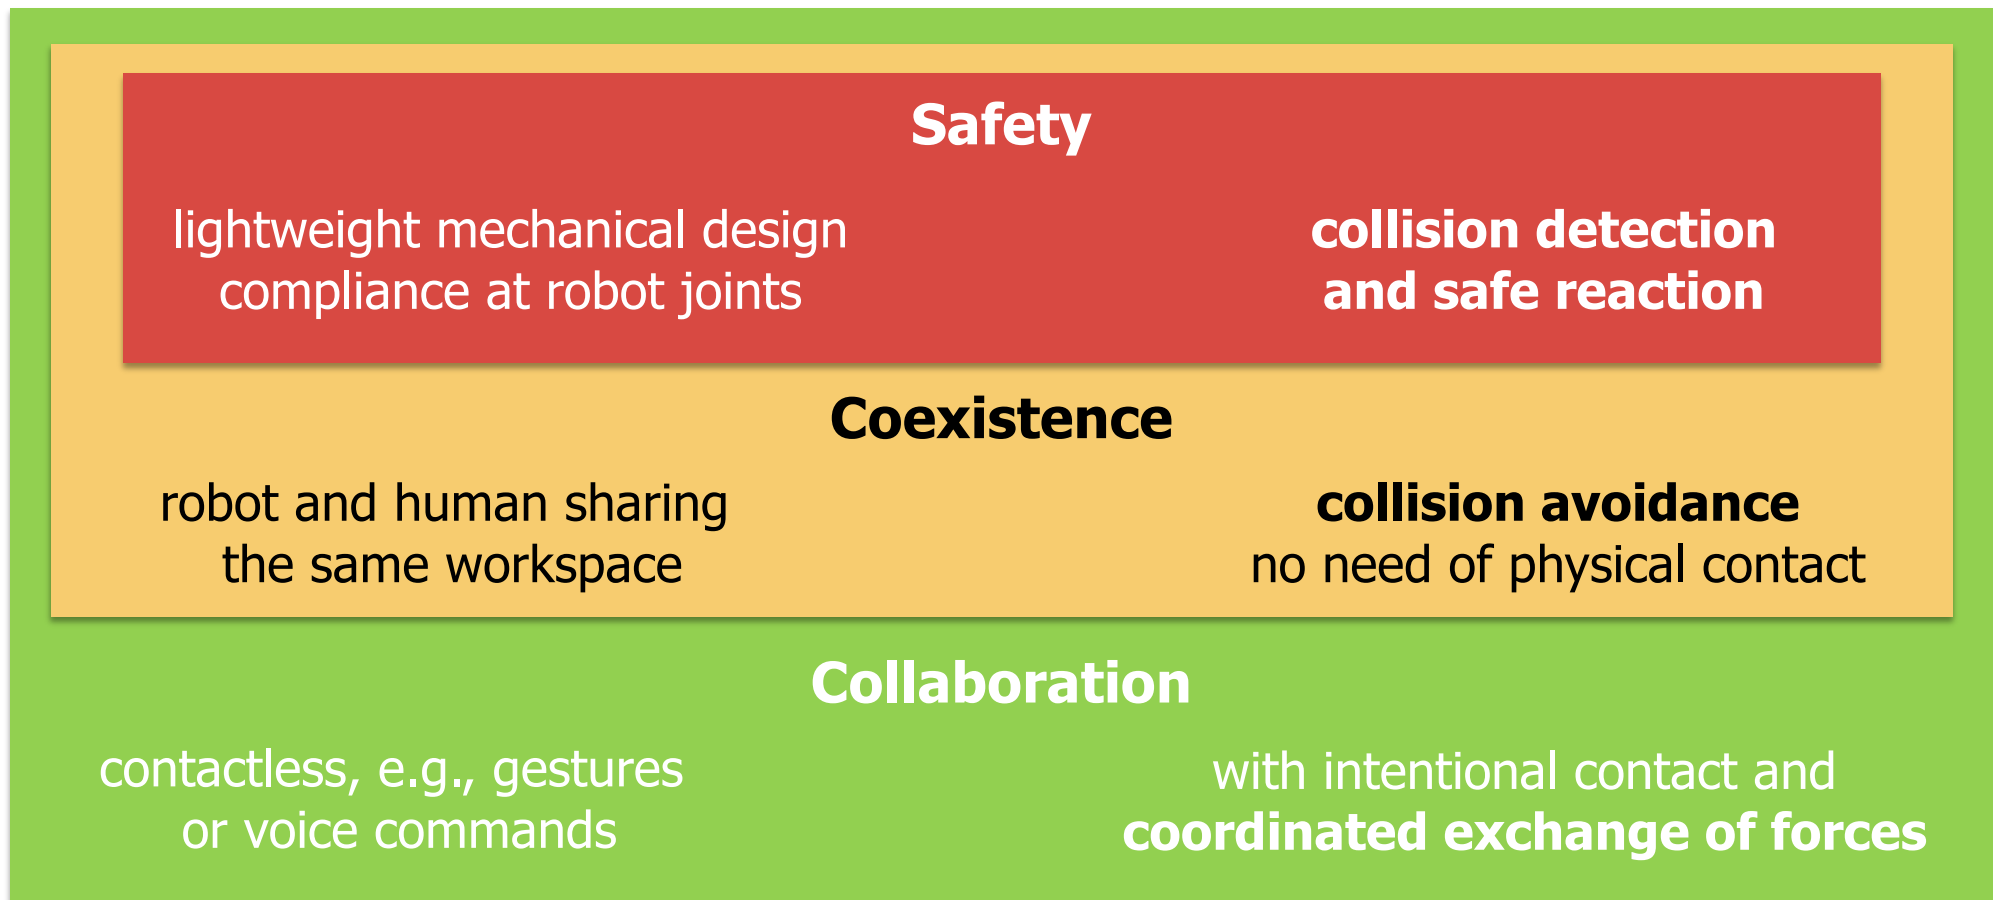 Safety
lightweight mechanical design
compliance at robot joints
collision detection
and safe reaction
Coexistence
robot and human sharing
the same workspace
collision avoidance
no need of physical contact
Collaboration
contactless, e.g., gestures
or voice commands
with intentional contact and
coordinated exchange of forces